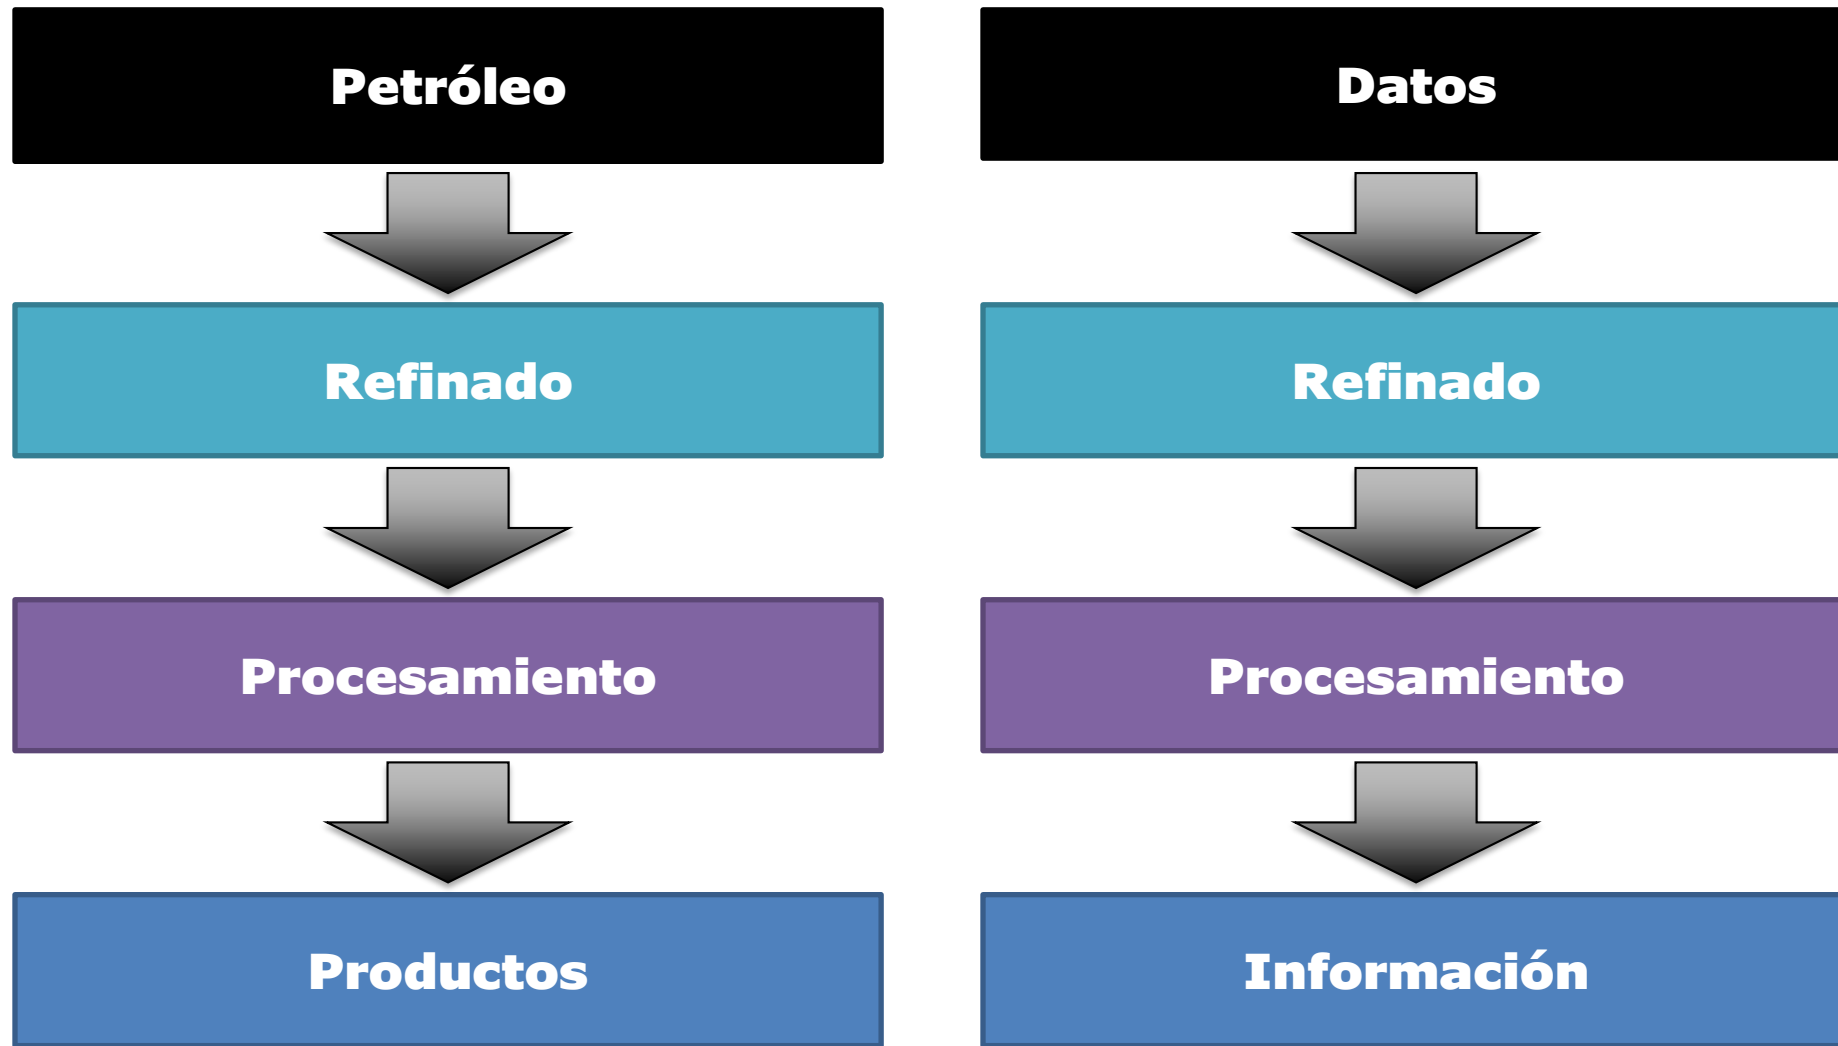 Petróleo
Datos
Refinado
Refinado
Procesamiento
Procesamiento
Productos
Información